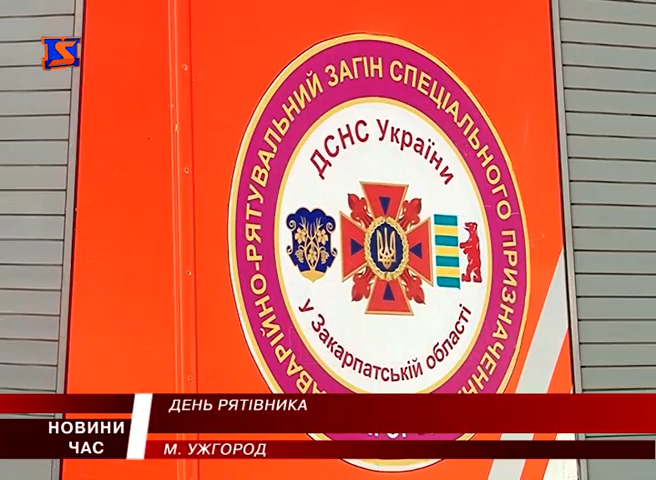 АВАРІЙНО-РЯТУВАЛЬНИЙ ЗАГІН СПЕЦІАЛЬНОГО ПРИЗНАЧЕННЯ
ДСНС України
у Закарпатській області
ДЕНЬ РЯТІВНИКА
НОВИНИ
ЧАС
М. УЖГОРОД